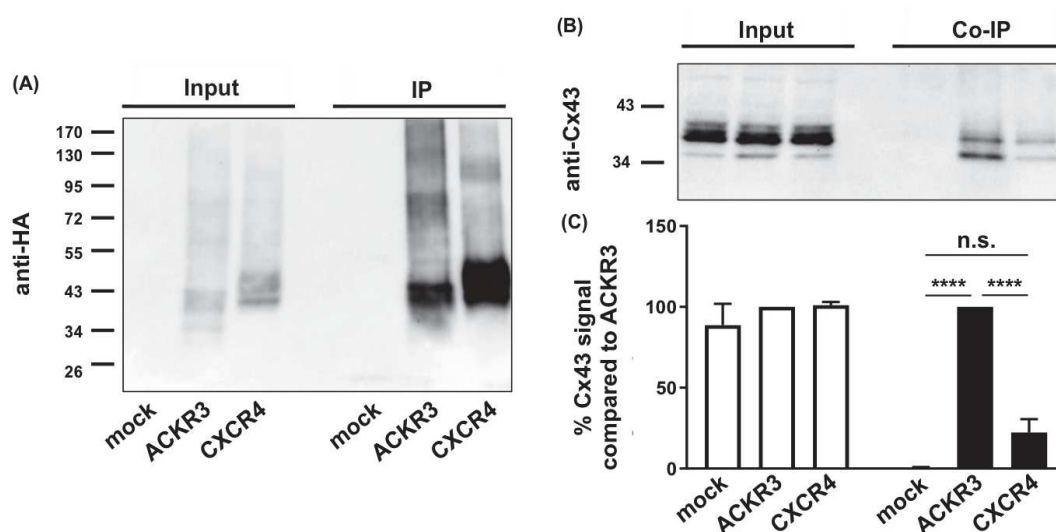 (A)
Input
IP
anti-HA
170
130
95
72
55
43
34
26
mock
ACKR3
CXCR4
mock
ACKR3
CXCR4
(B)
Input
Co-IP
anti-Cx43
43
34
(C)
% Cx43 signal
compared to ACKR3
150
100
50
0
n.s.
**** ****
mock
ACKR3
CXCR4
mock
ACKR3
CXCR4